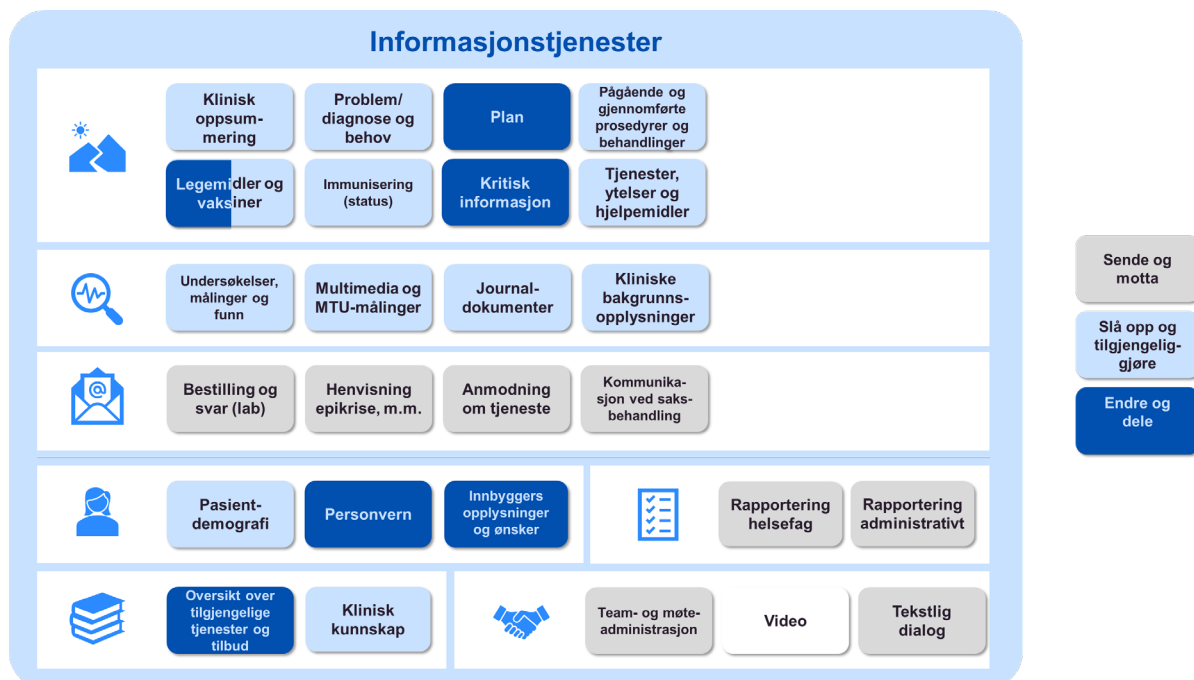 Informasjonstjenester
Klinisk
oppsum-
mering
Problem/
diagnose og
behov
Plan
Pågående og
gjennomførte
prosedyrer og
behandlinger
Legemidler og
vaksiner
Immunisering
(status)
Kritisk
informasjon
Tjenester,
ytelser og
hjelpemidler
Undersøkelser,
målinger og
funn
Multimedia og
MTU-målinger
Journal-
dokumenter
Kliniske
bakgrunns-
opplysninger
Bestilling og
svar (lab)
Henvisning
epikrise, m.m.
Anmodning
om tjeneste
Kommunika-
sjon ved saks-
behandling
Pasient-
demografi
Personvern
Innbyggers
opplysninger
og ønsker
Rapportering
helsefag
Rapportering
administrativt
Oversikt over
tilgjengelige
tjenester og
tilbud
Klinisk
kunnskap
Team- og møte-
administrasjon
Video
Tekstlig
dialog
Sende og
motta
Slå opp og
tilgjengelig-
gjøre
Endre og
dele